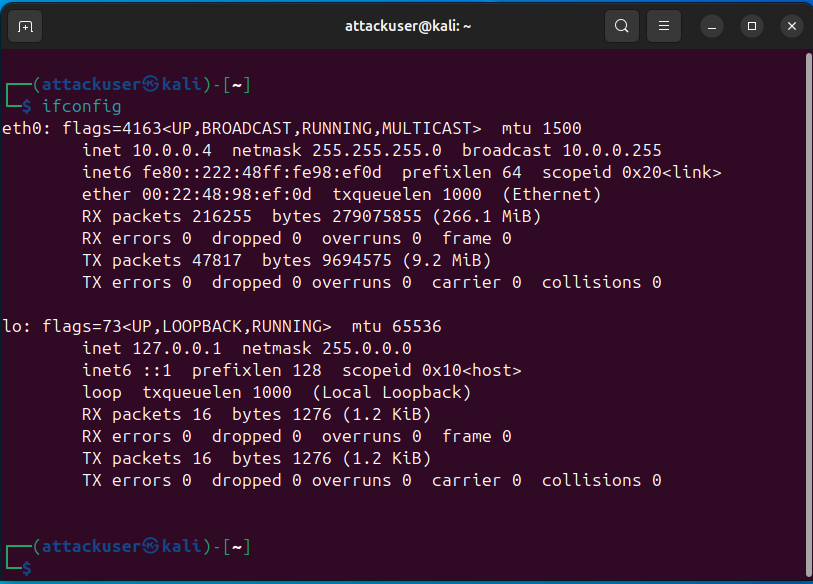 attackuser@kali: ~
┌──(attackuser㉿kali)-[~]
└─$ ifconfig
eth0: flags=4163<UP,BROADCAST,RUNNING,MULTICAST>  mtu 1500
        inet 10.0.0.4  netmask 255.255.255.0  broadcast 10.0.0.255
        inet6 fe80::222:48ff:fe98:ef0d  prefixlen 64  scopeid 0x20<link>
        ether 00:22:48:98:ef:0d  txqueuelen 1000  (Ethernet)
        RX packets 216255  bytes 279075855 (266.1 MiB)
        RX errors 0  dropped 0  overruns 0  frame 0
        TX packets 47817  bytes 9694575 (9.2 MiB)
        TX errors 0  dropped 0 overruns 0  carrier 0  collisions 0
lo: flags=73<UP,LOOPBACK,RUNNING>  mtu 65536
        inet 127.0.0.1  netmask 255.0.0.0
        inet6 ::1  prefixlen 128  scopeid 0x10<host>
        loop  txqueuelen 1000  (Local Loopback)
        RX packets 16  bytes 1276 (1.2 KiB)
        RX errors 0  dropped 0  overruns 0  frame 0
        TX packets 16  bytes 1276 (1.2 KiB)
        TX errors 0  dropped 0 overruns 0  carrier 0  collisions 0
┌──(attackuser㉿kali)-[~]
└─$